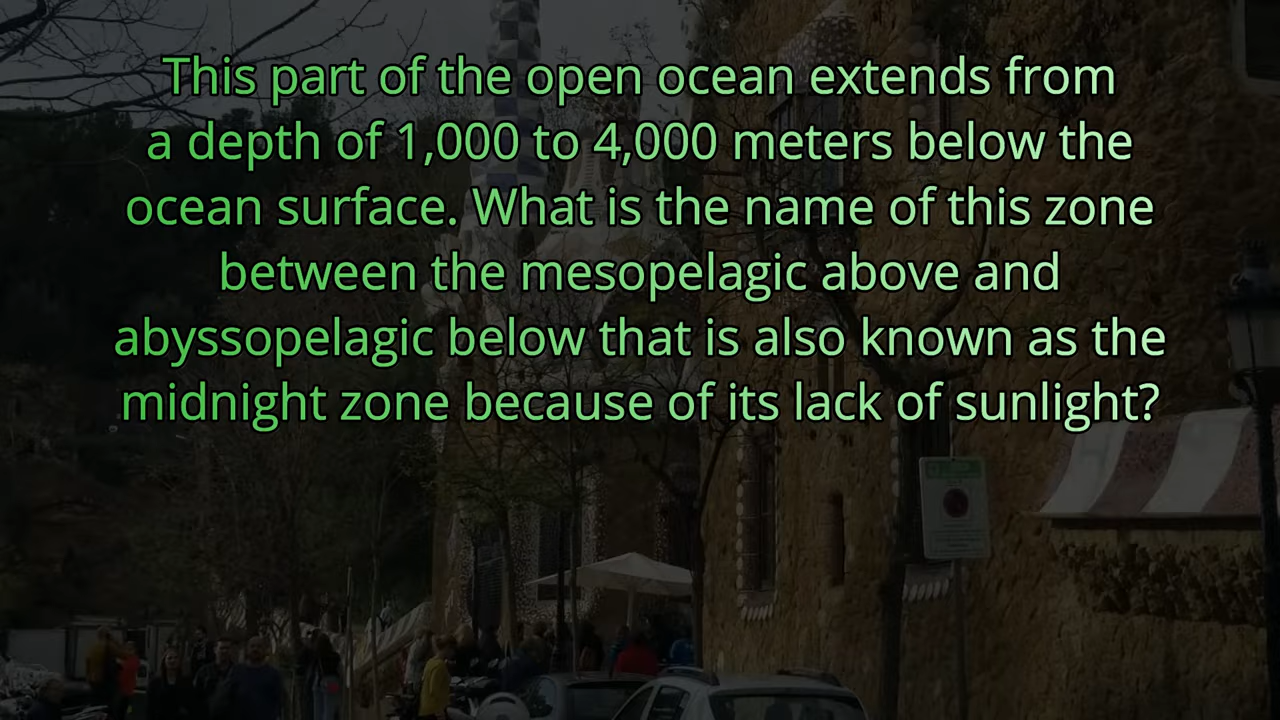 This part of the open ocean extends from
a depth of 1,000 to 4,000 meters below the
ocean surface. What is the name of this zone
between the mesopelagic above and
abyssopelagic below that is also known as the
midnight zone because of its lack of sunlight?